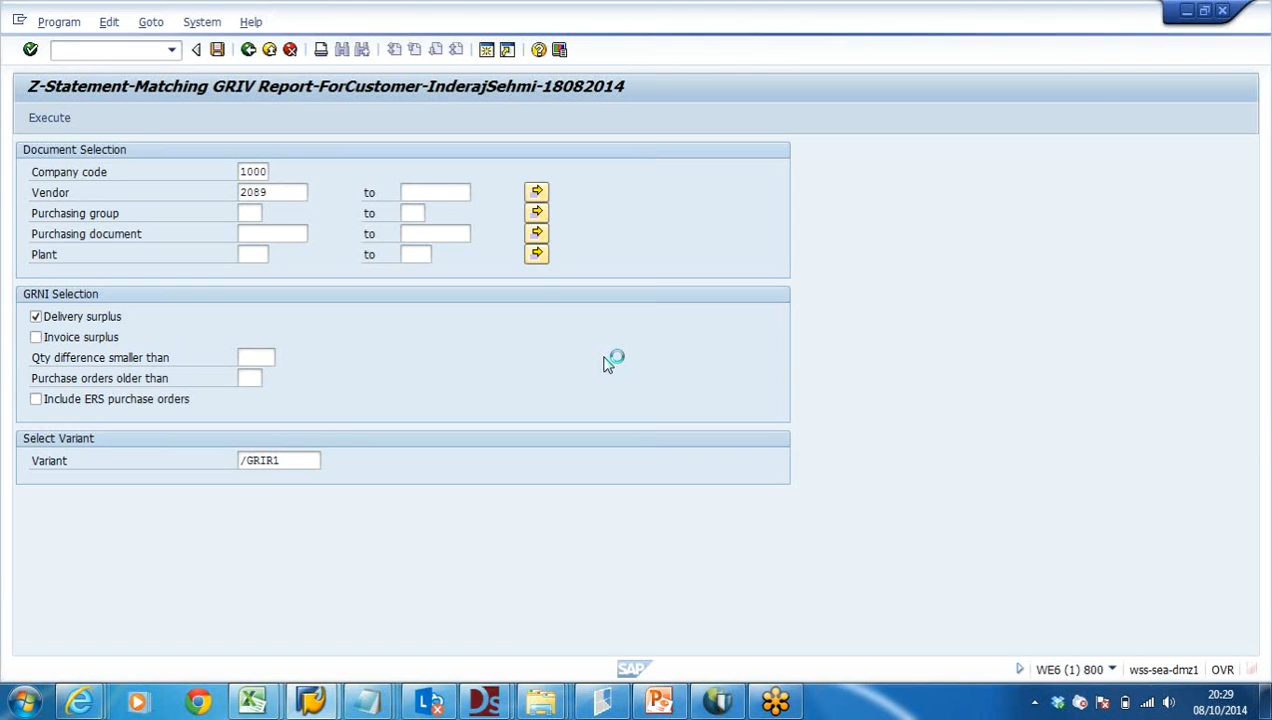 Program Edit Goto System Help
Z-Statement-Matching GRIV Report-ForCustomer-InderajSehmi-18082014
Execute
Document Selection
Company code 1000
Vendor 2089 to
Purchasing group to
Purchasing document to
Plant to
GRNI Selection
Delivery surplus
Invoice surplus
Qty difference smaller than
Purchase orders older than
Include ERS purchase orders
Select Variant
Variant /GRIR1
SAP
WE6 (1) 800 wss-sea-dmz1 OVR
20:29
08/10/2014